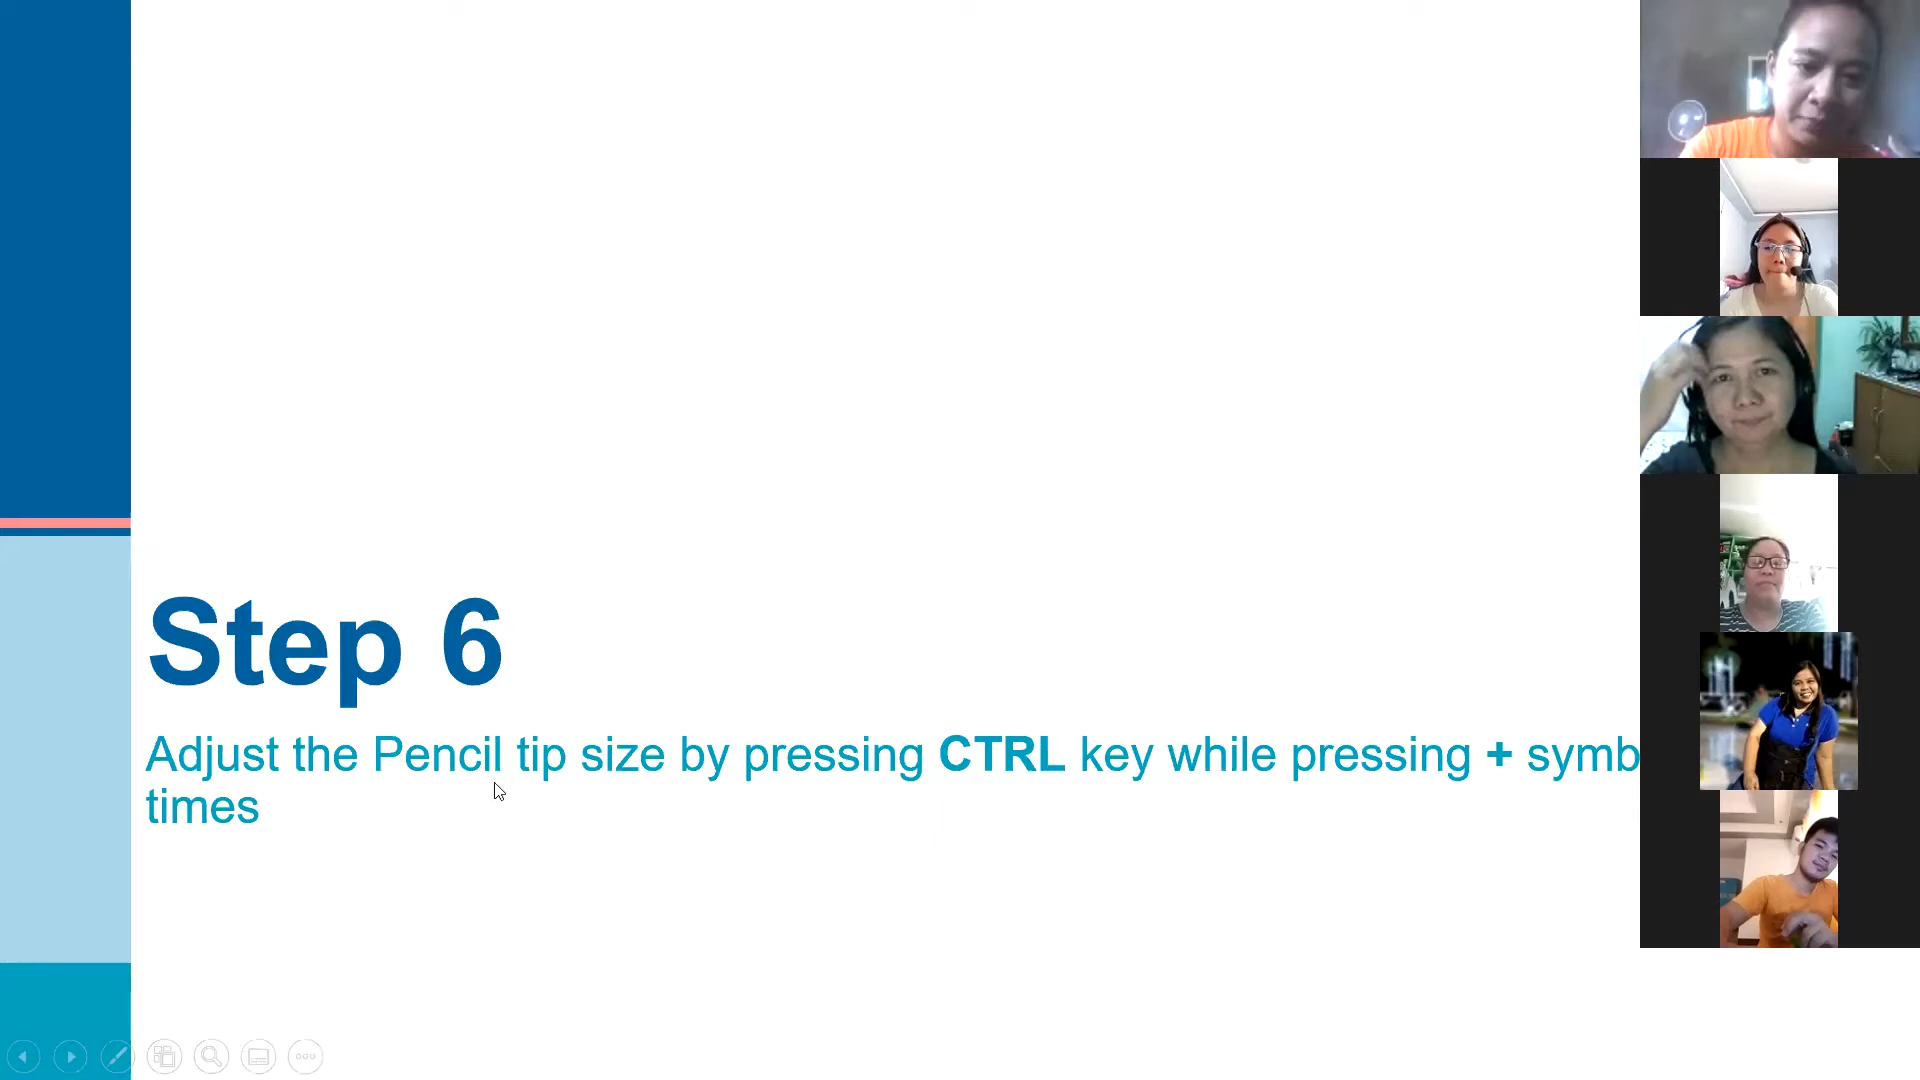 Step 6
Adjust the Pencil tip size by pressing CTRL key while pressing + symb
times